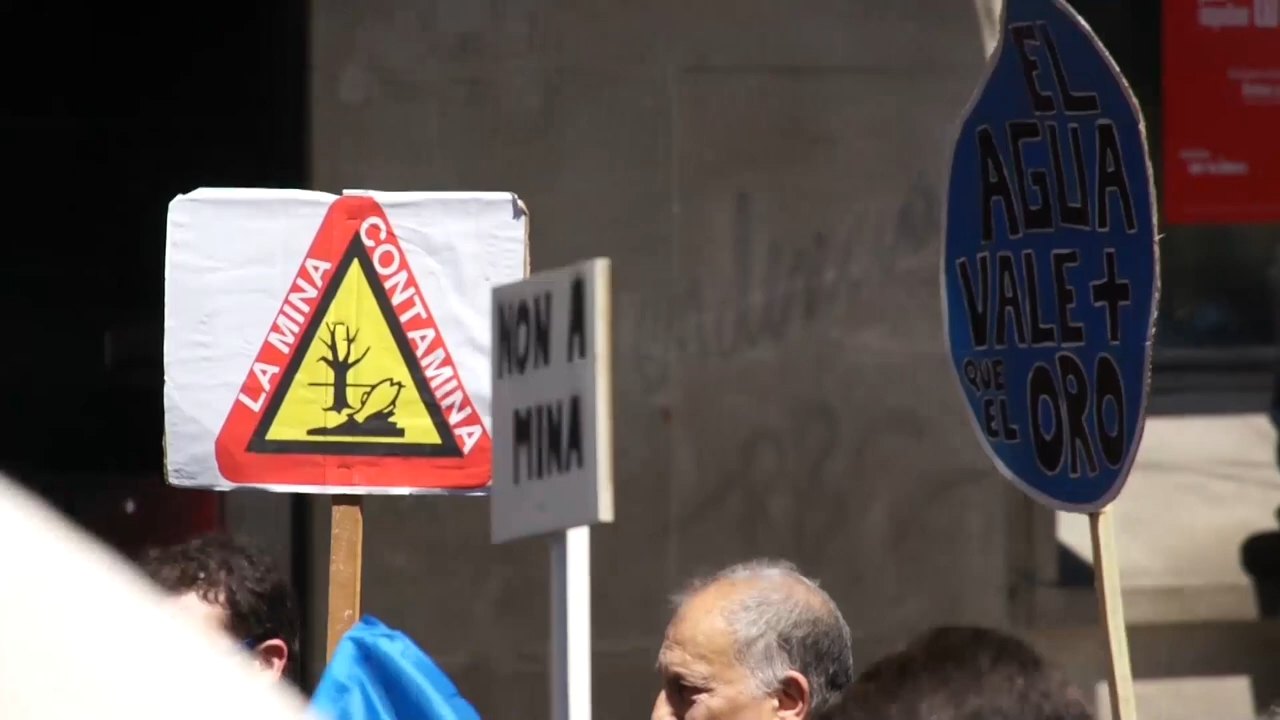 LA MINA
CONTAMINA
NON A
MINA
EL
AGUA
VALE +
QUE
EL ORO